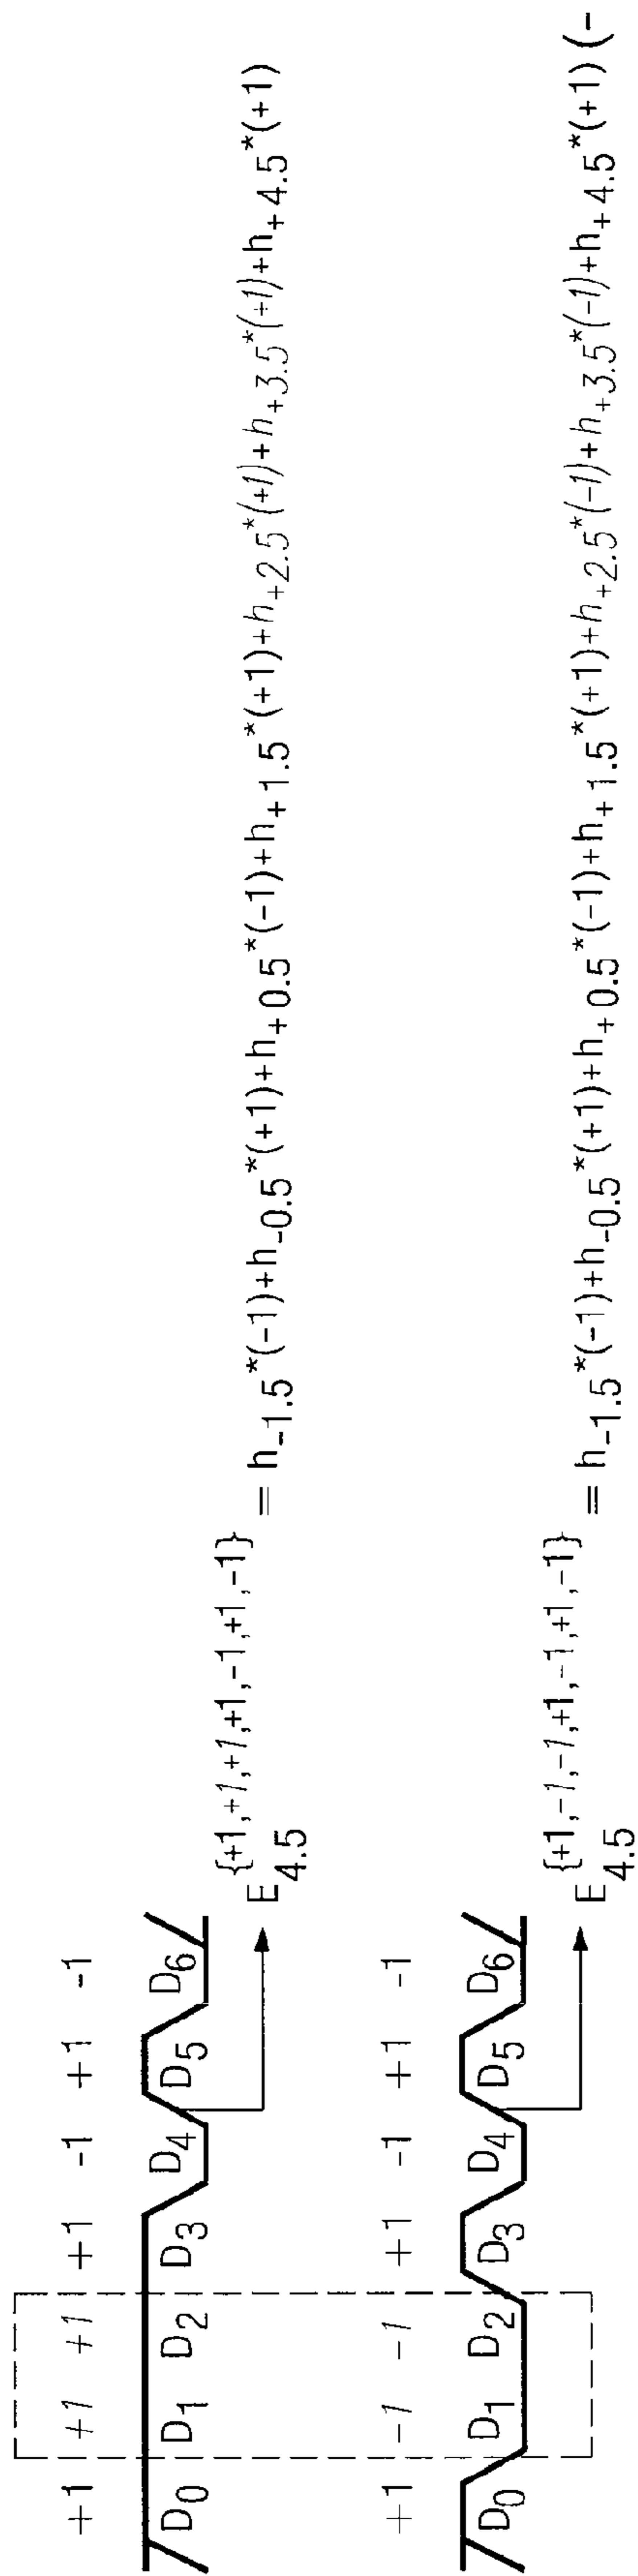 +1 +1 +1 +1 -1 +1 -1
D0 D1 D2 D3 D4 D5 D6
E4.5{+1,+1,+1,+1,-1,+1,-1} = h-1.5*(-1)+h-0.5*(+1)+h+0.5*(-1)+h+1.5*(+1)+h+2.5*(+1)+h+3.5*(+1)+h+4.5*(+1)
+1 -1 -1 +1 -1 +1 -1
D0 D1 D2 D3 D4 D5 D6
E4.5{+1,-1,-1,+1,-1,+1,-1} = h-1.5*(-1)+h-0.5*(+1)+h+0.5*(-1)+h+1.5*(+1)+h+2.5*(-1)+h+3.5*(-1)+h+4.5*(+1) (-